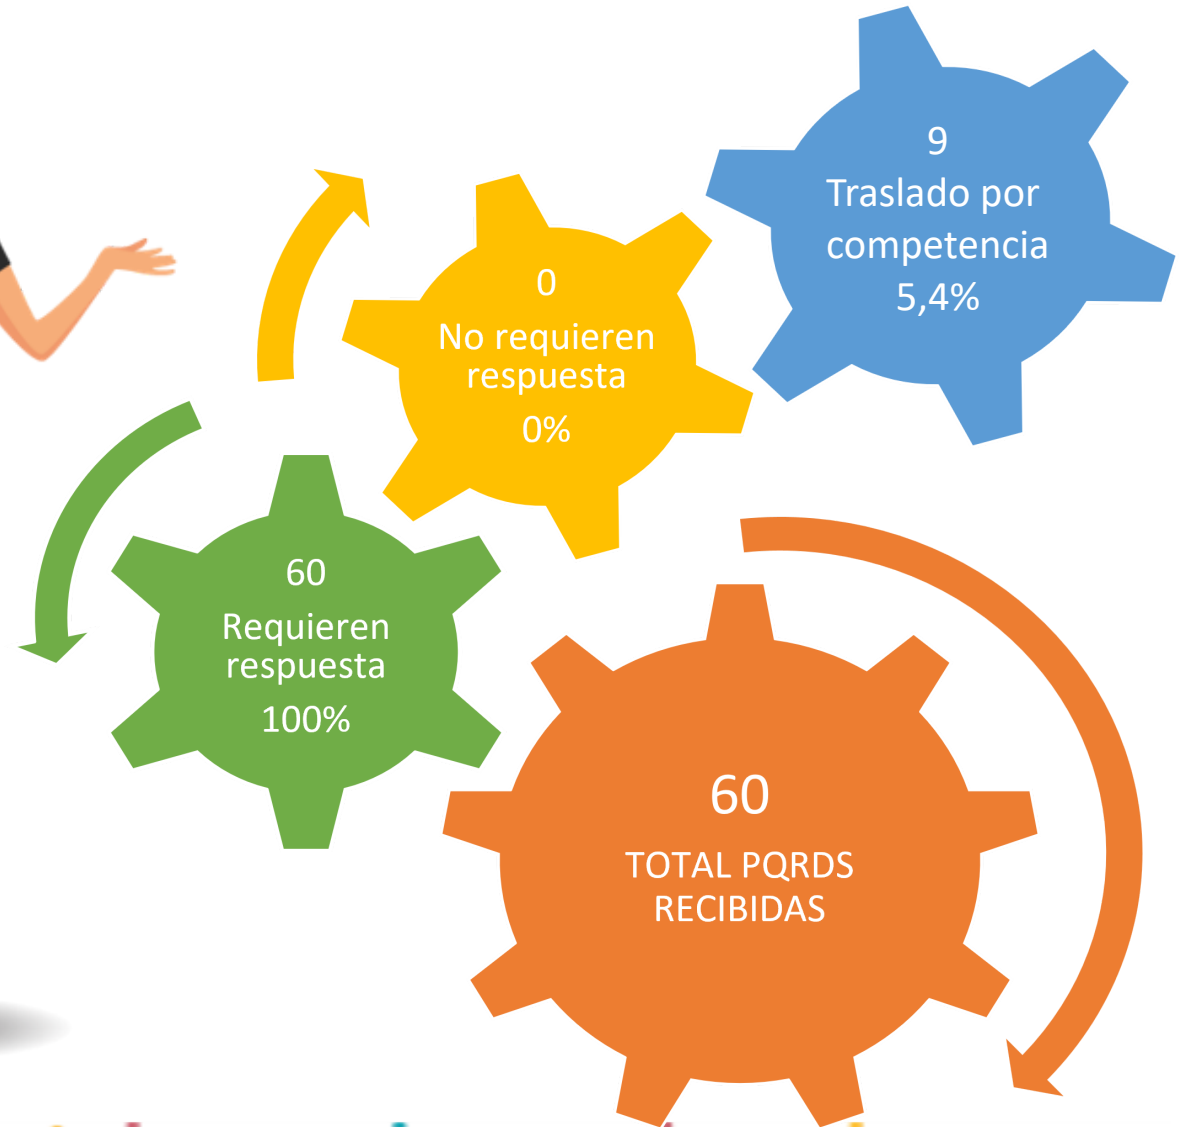 9
Traslado por
competencia
5,4%
0
No requieren
respuesta
0%
60
Requieren
respuesta
100%
60
TOTAL PQRDS
RECIBIDAS